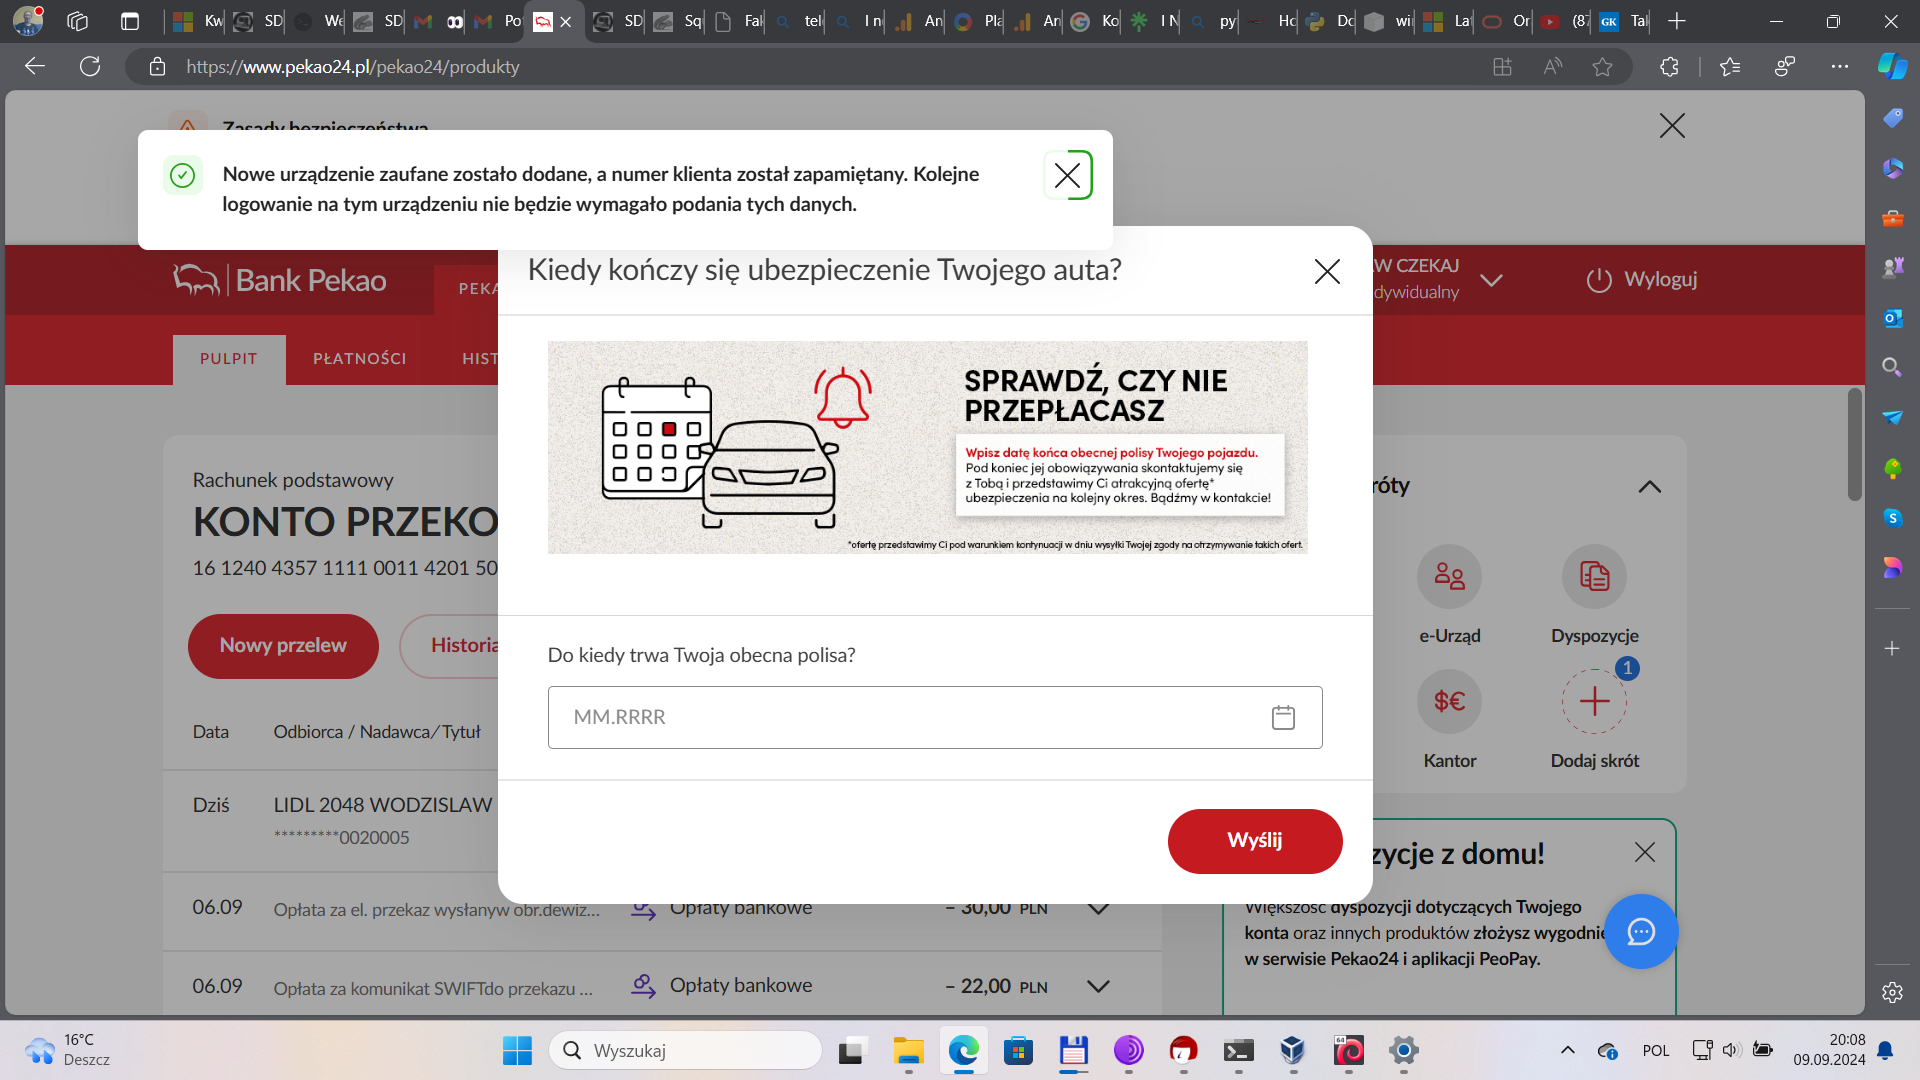 Kw
SD
We
SD
Po
SD
Sq
Fak
tel
I n
An
Pla
An
Ko
I N
py
Ho
Do
wi
Lat
Or
(87
Tak
https://www.pekao24.pl/pekao24/produkty
Zasady bezpieczeństwa
Nowe urządzenie zaufane zostało dodane, a numer klienta został zapamiętany. Kolejne
logowanie na tym urządzeniu nie będzie wymagało podania tych danych.
Bank Pekao
PEKA
Kiedy kończy się ubezpieczenie Twojego auta?
W CZEKAJ
dywidualny
Wyloguj
PULPIT
PŁATNOŚCI
HIST
SPRAWDŹ, CZY NIE
PRZEPŁACASZ
Wpisz datę końca obecnej polisy Twojego pojazdu.
Pod koniec jej obowiązywania skontaktujemy się
z Tobą i przedstawimy Ci atrakcyjną ofertę*
ubezpieczenia na kolejny okres. Bądźmy w kontakcie!
*ofertę przedstawimy Ci pod warunkiem kontynuacji w dniu wysyłki Twojej zgody na otrzymywanie takich ofert.
Rachunek podstawowy
KONTO PRZEKO
16 1240 4357 1111 0011 4201 50
Nowy przelew
Historia
róty
e-Urząd
Dyspozycje
1
Kantor
Dodaj skrót
Do kiedy trwa Twoja obecna polisa?
MM.RRRR
Wyślij
Data
Odbiorca / Nadawca/Tytuł
Dziś
LIDL 2048 WODZISLAW
*********0020005
06.09
Opłata za el. przekaz wysłanyw obr.dewiz...
Opłaty bankowe
– 30,00 PLN
06.09
Opłata za komunikat SWIFTdo przekazu ...
Opłaty bankowe
– 22,00 PLN
zycje z domu!
Większość dyspozycji dotyczących Twojego
konta oraz innych produktów złożysz wygodnie
w serwisie Pekao24 i aplikacji PeoPay.
16°C
Deszcz
Wyszukaj
64
POL
20:08
09.09.2024